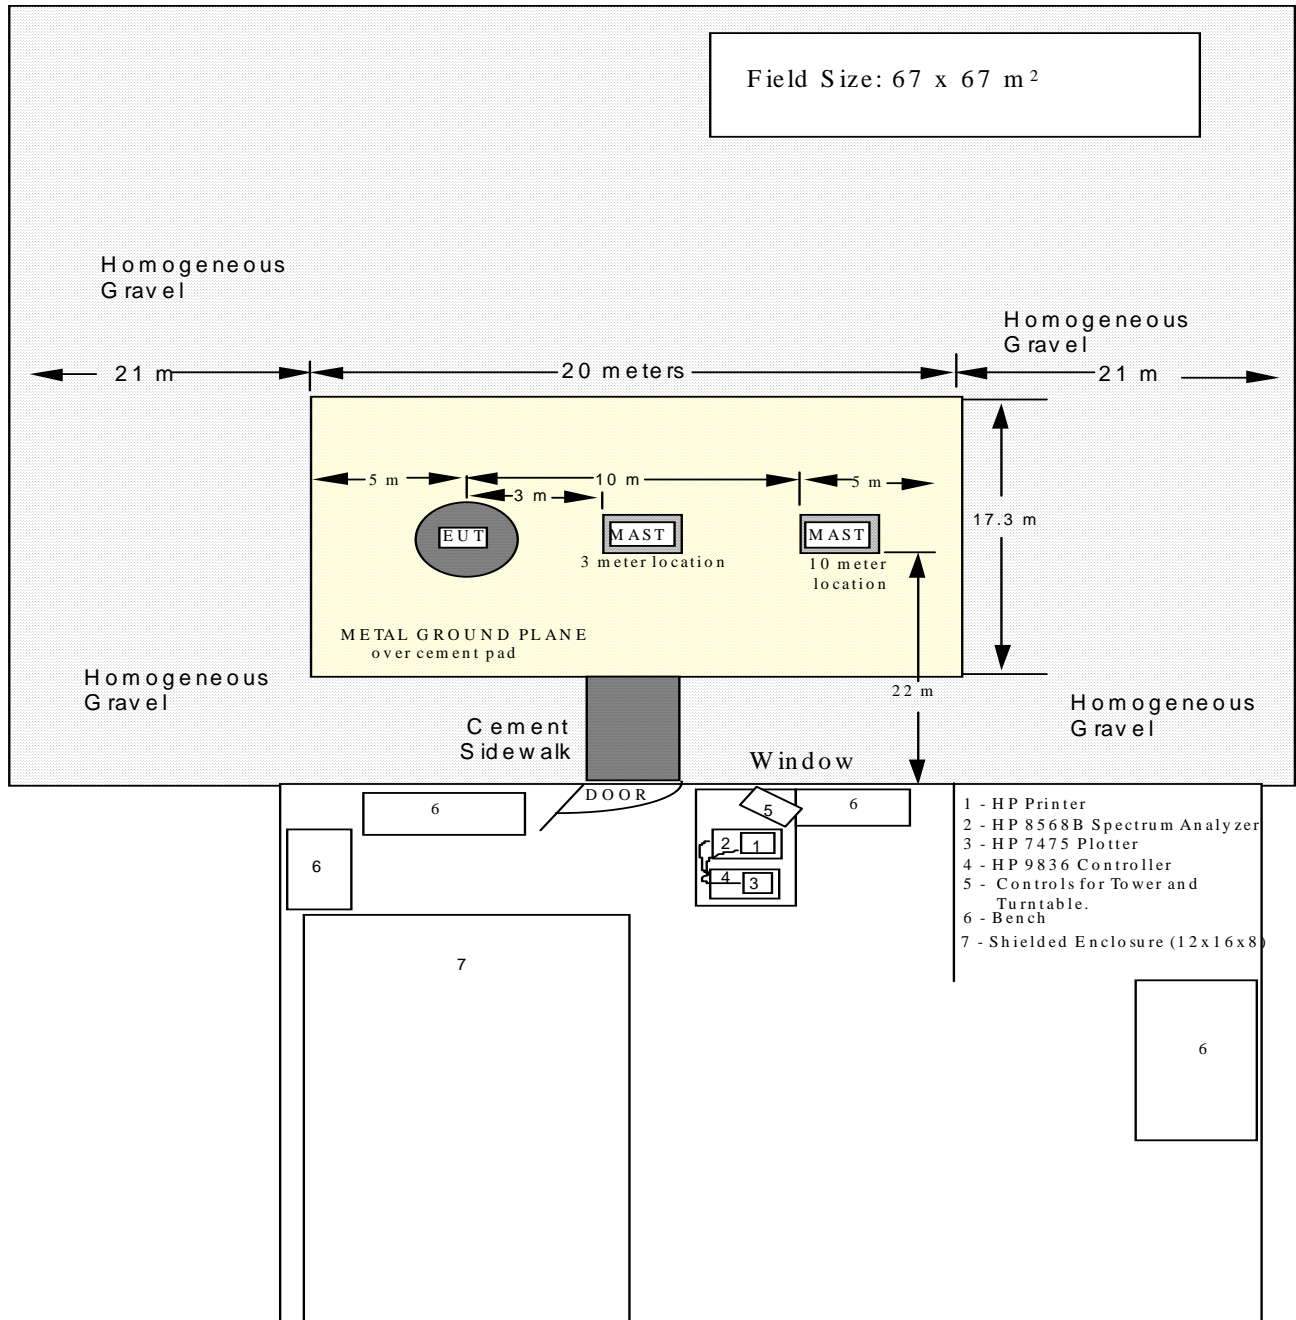 Field Size: 67 x 67 m²
Homogeneous
Gravel
Homogeneous
Gravel
21 m
20 meters
21 m
5 m
10 m
5 m
3 m
17.3 m
EUT
MAST
MAST
3 meter location
10 meter
location
METAL GROUND PLANE
over cement pad
Homogeneous
Gravel
22 m
Homogeneous
Gravel
Cement
Sidewalk
Window
DOOR
6
5
6
6
2
1
4
3
1 - HP Printer
2 - HP 8568B Spectrum Analyzer
3 - HP 7475 Plotter
4 - HP 9836 Controller
5 - Controls for Tower and
Turntable.
6 - Bench
7 - Shielded Enclosure (12x16x8)
7
6